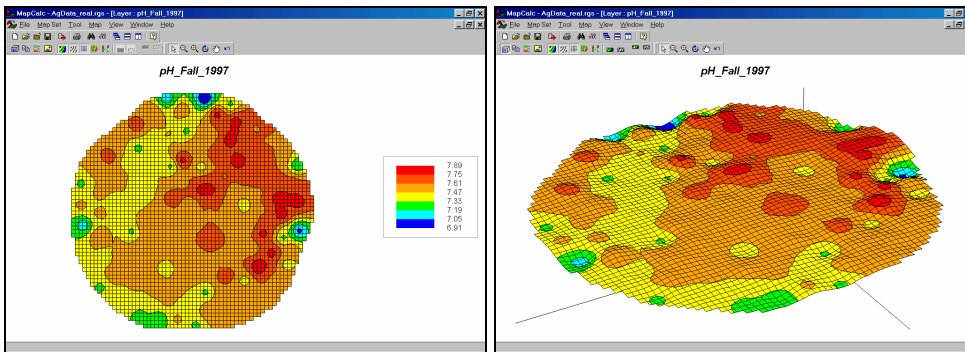 MapCalc - AgData_real.rgs - [Layer : pH_Fall_1997]
File Map Set Tool Map View Window Help
pH_Fall_1997
7.89
7.75
7.61
7.47
7.33
7.19
7.05
6.91
MapCalc - AgData_real.rgs - [Layer : pH_Fall_1997]
File Map Set Tool Map View Window Help
pH_Fall_1997